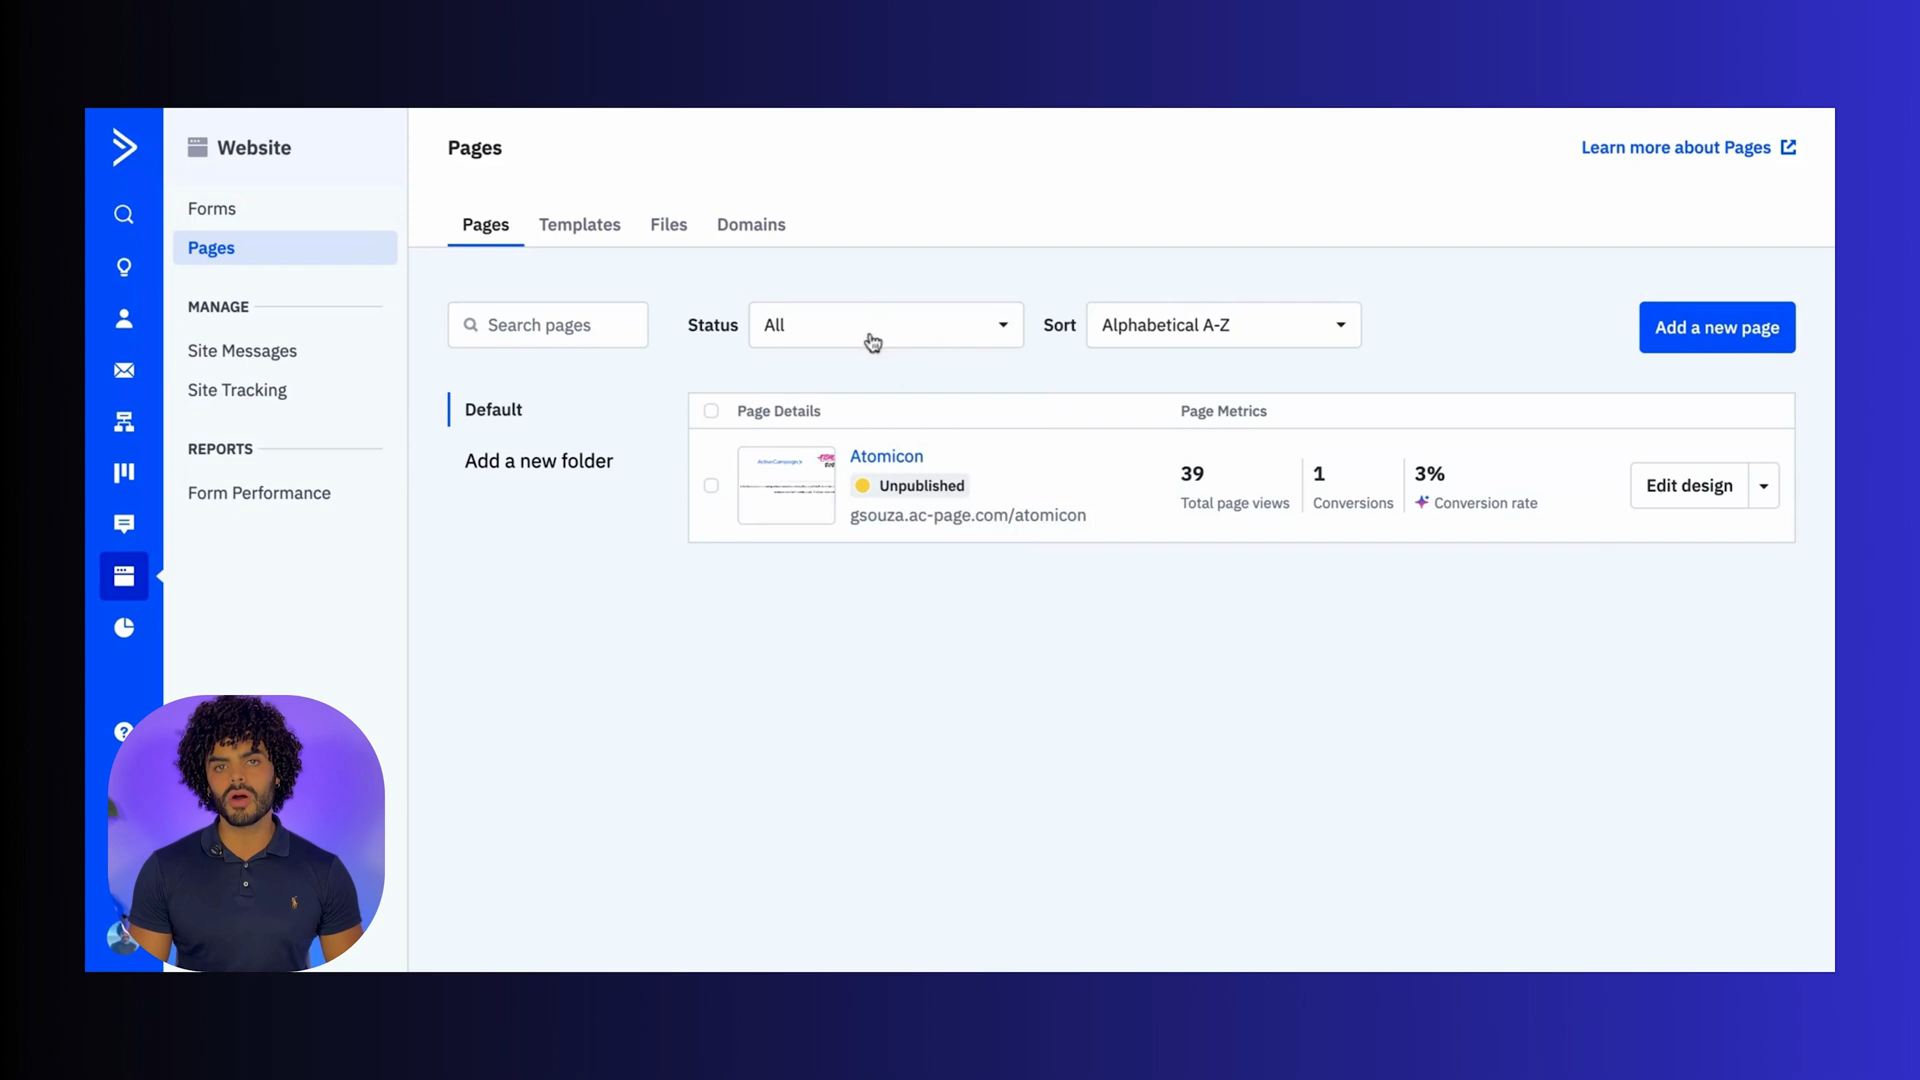 Website
Forms
Pages
MANAGE
Site Messages
Site Tracking
REPORTS
Form Performance
Pages
Learn more about Pages
Pages Templates Files Domains
Search pages Status All Sort Alphabetical A-Z Add a new page
Default
Add a new folder
Page Details Page Metrics
ActiveCampaign
Atomicon
Unpublished
gsouza.ac-page.com/atomicon
39 1 3%
Total page views Conversions Conversion rate
Edit design
?